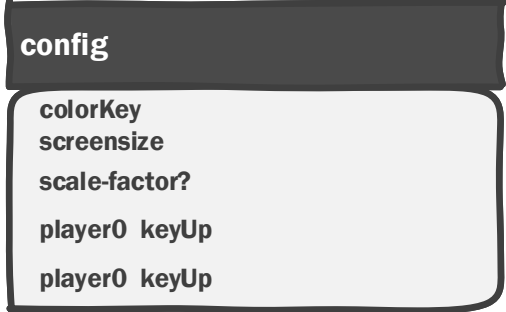 config
colorKey
screensize
scale-factor?
player0 keyUp
player0 keyUp